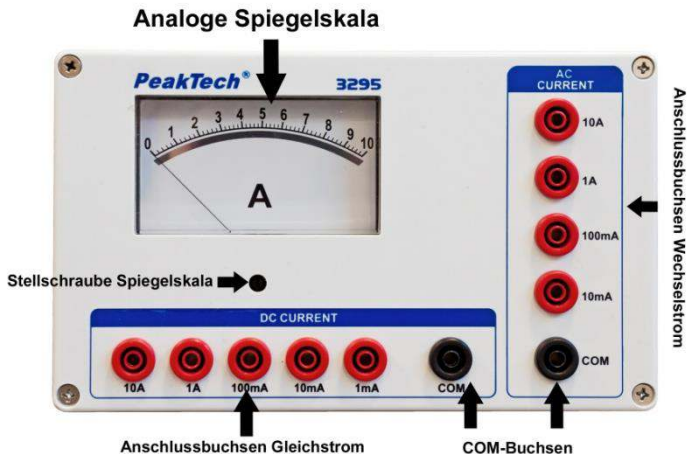 Analoge Spiegelskala
PeakTech® 3295
0 1 2 3 4 5 6 7 8 9 10
A
Stellschraube Spiegelskala
DC CURRENT
10A 1A 100mA 10mA 1mA COM
AC
CURRENT
10A
1A
100mA
10mA
COM
Anschlussbuchsen Wechselstrom
Anschlussbuchsen Gleichstrom
COM-Buchsen